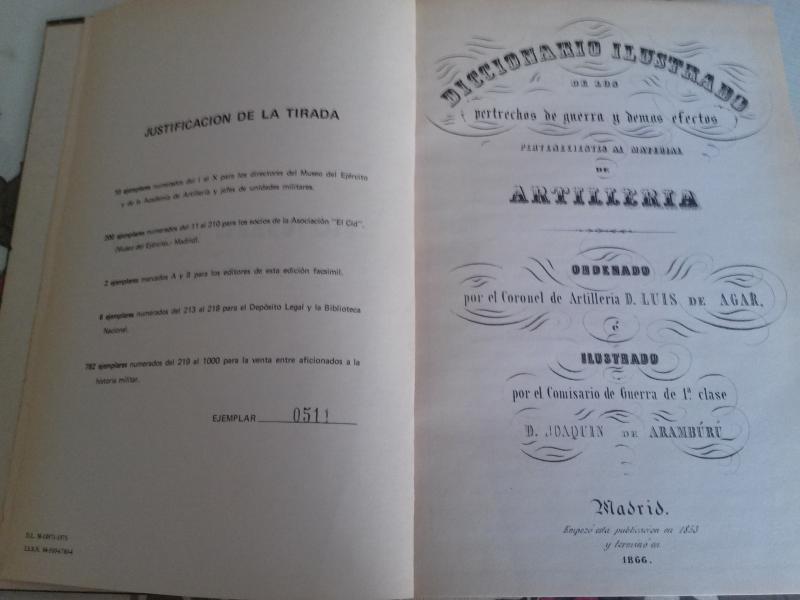 JUSTIFICACION DE LA TIRADA
10 ejemplares numerados del I al X para los directores del Museo del Ejército
y de la Academia de Artillería y jefes de unidades militares.
200 ejemplares numerados del 11 al 210 para los socios de la Asociación "El Cid",
(Museo del Ejército.- Madrid).
2 ejemplares marcados A y B para los editores de esta edición facsímil.
6 ejemplares numerados del 213 al 218 para el Depósito Legal y la Biblioteca
Nacional.
782 ejemplares numerados del 219 al 1000 para la venta entre aficionados a la
historia militar.
EJEMPLAR 0511
D.L. M-
I.S.B.N.
DICCIONARIO ILUSTRADO
DE LOS
pertrechos de guerra y demas efectos
PERTENECIENTES AL MATERIAL
DE
ARTILLERIA
ORDENADO
por el Coronel de Artilleria D. LUIS DE AGAR,
é
ILUSTRADO
por el Comisario de Guerra de 1ª clase
D. JOAQUIN DE ARAMBÚRÚ
Madrid.
Empezó esta publicacion en 1853
y terminó en
1866.